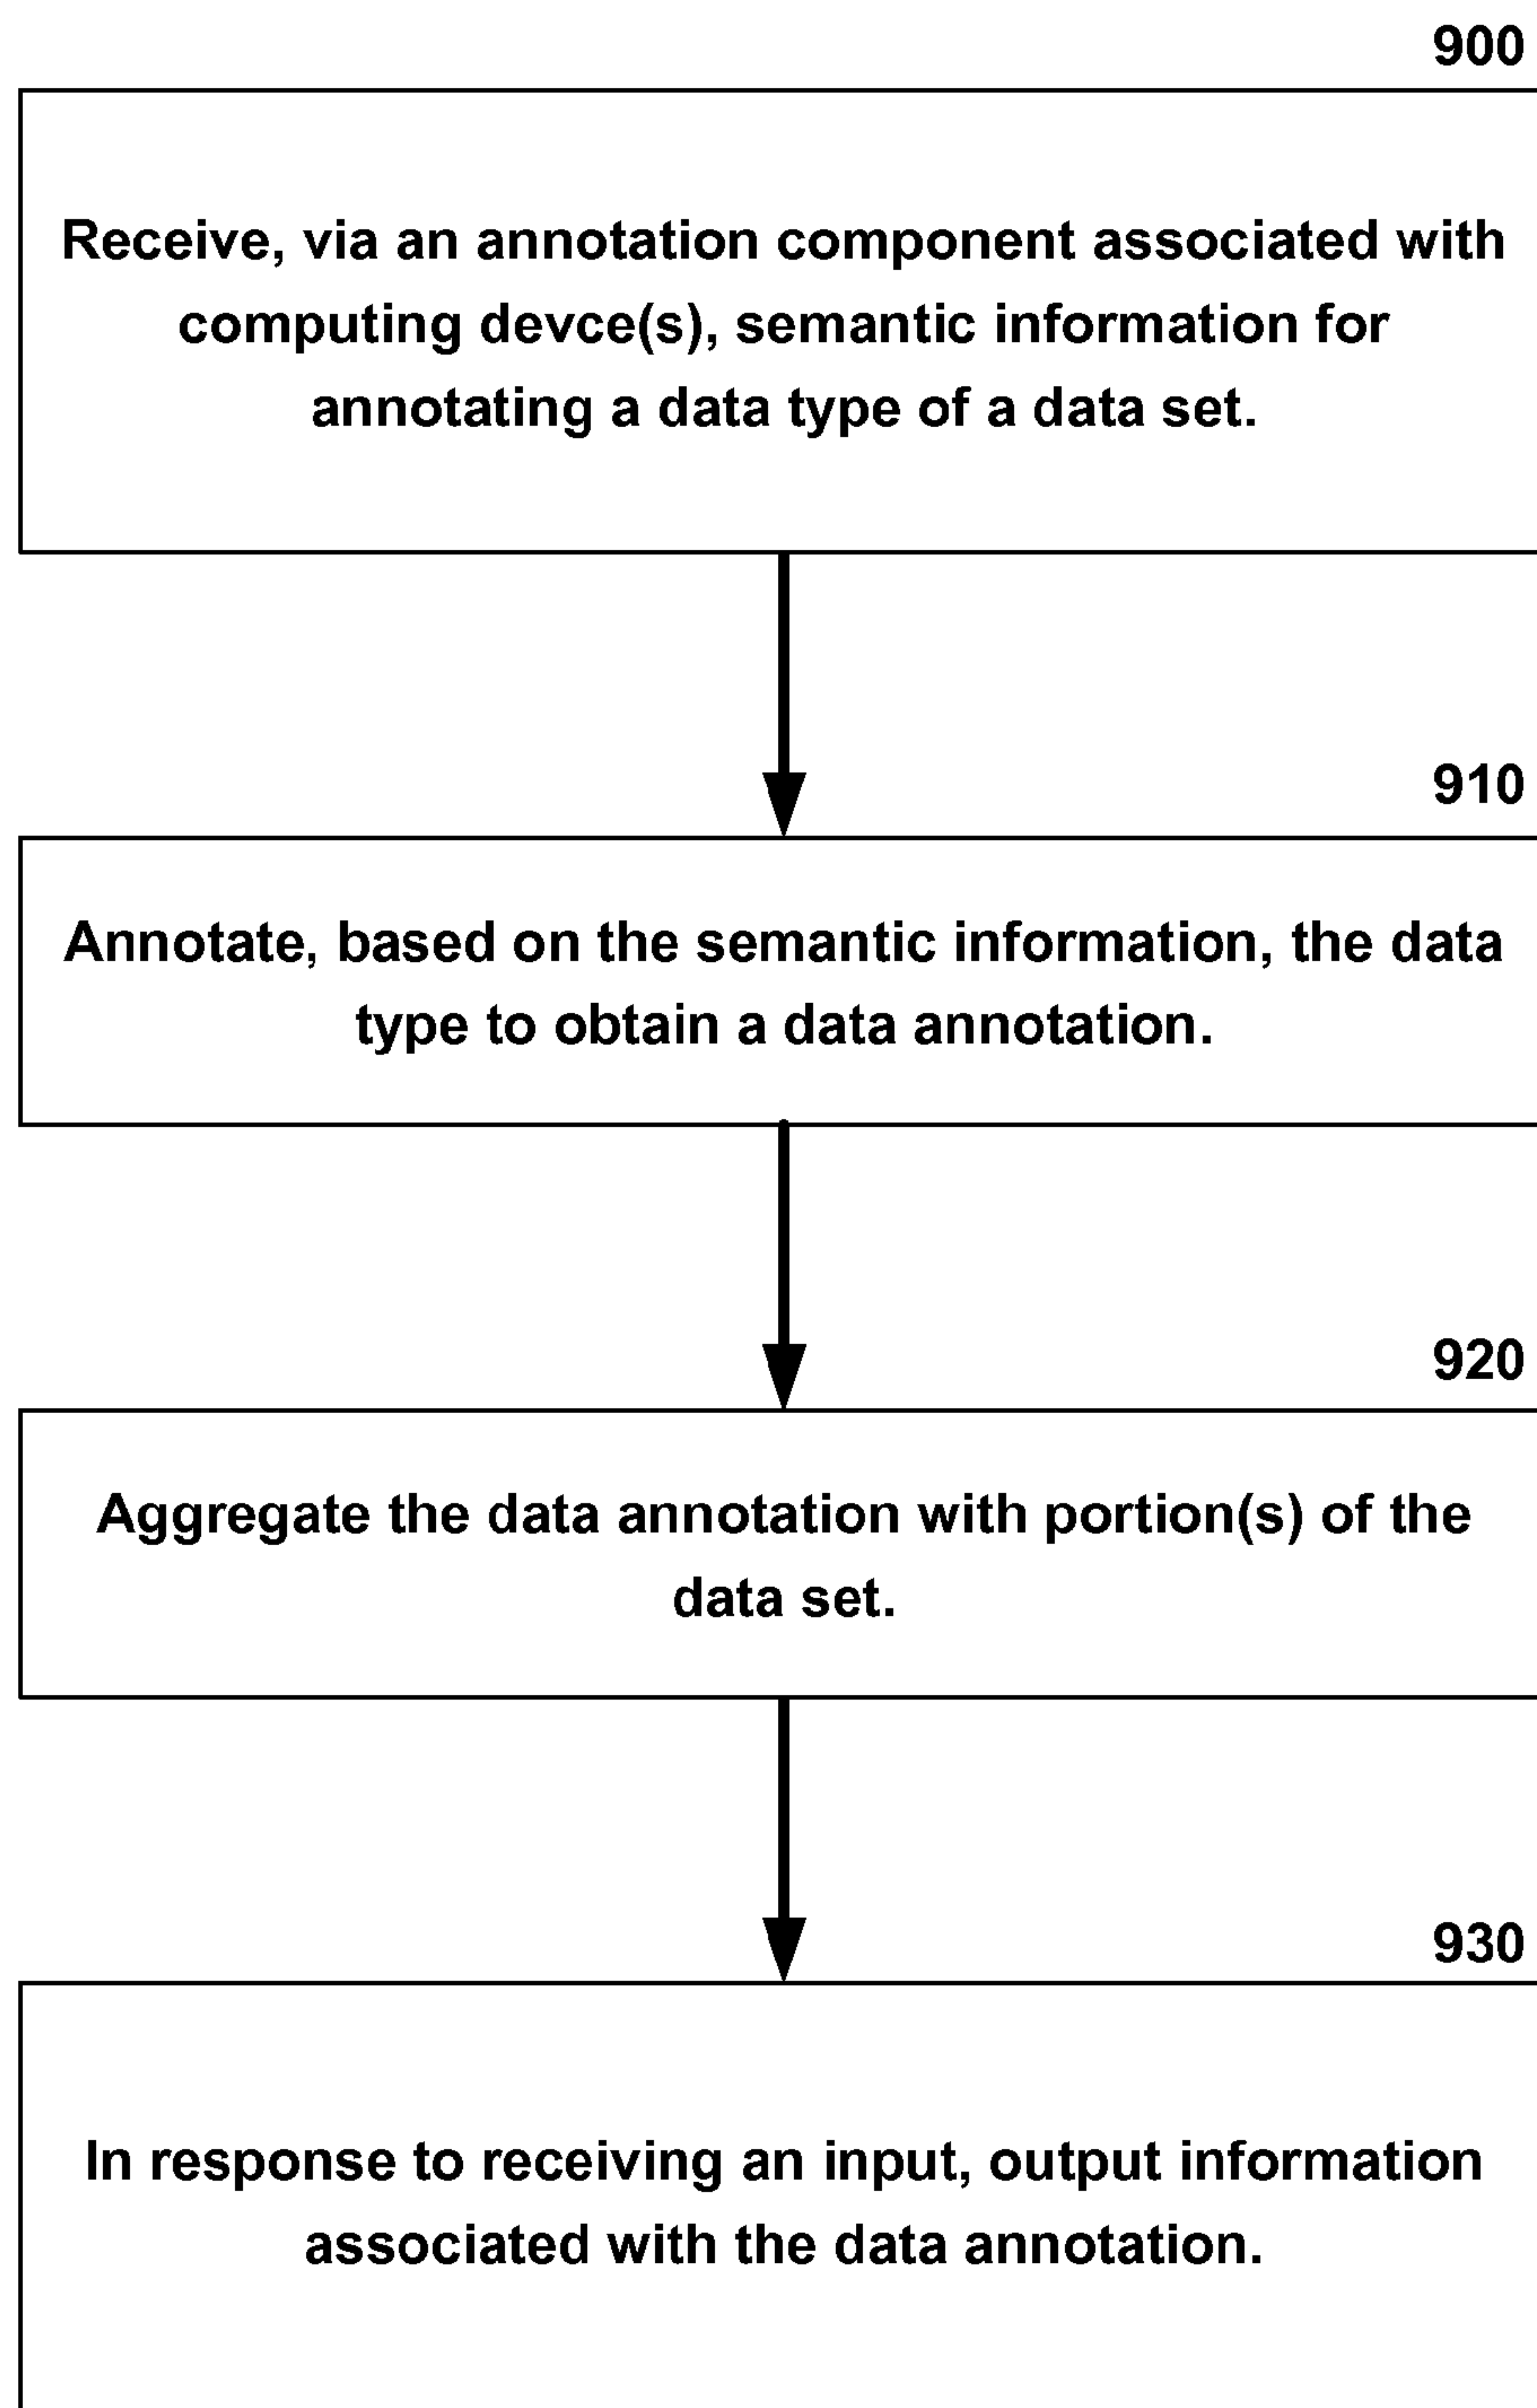 900
Receive, via an annotation component associated with
computing devce(s), semantic information for
annotating a data type of a data set.
910
Annotate, based on the semantic information, the data
type to obtain a data annotation.
920
Aggregate the data annotation with portion(s) of the
data set.
930
In response to receiving an input, output information
associated with the data annotation.